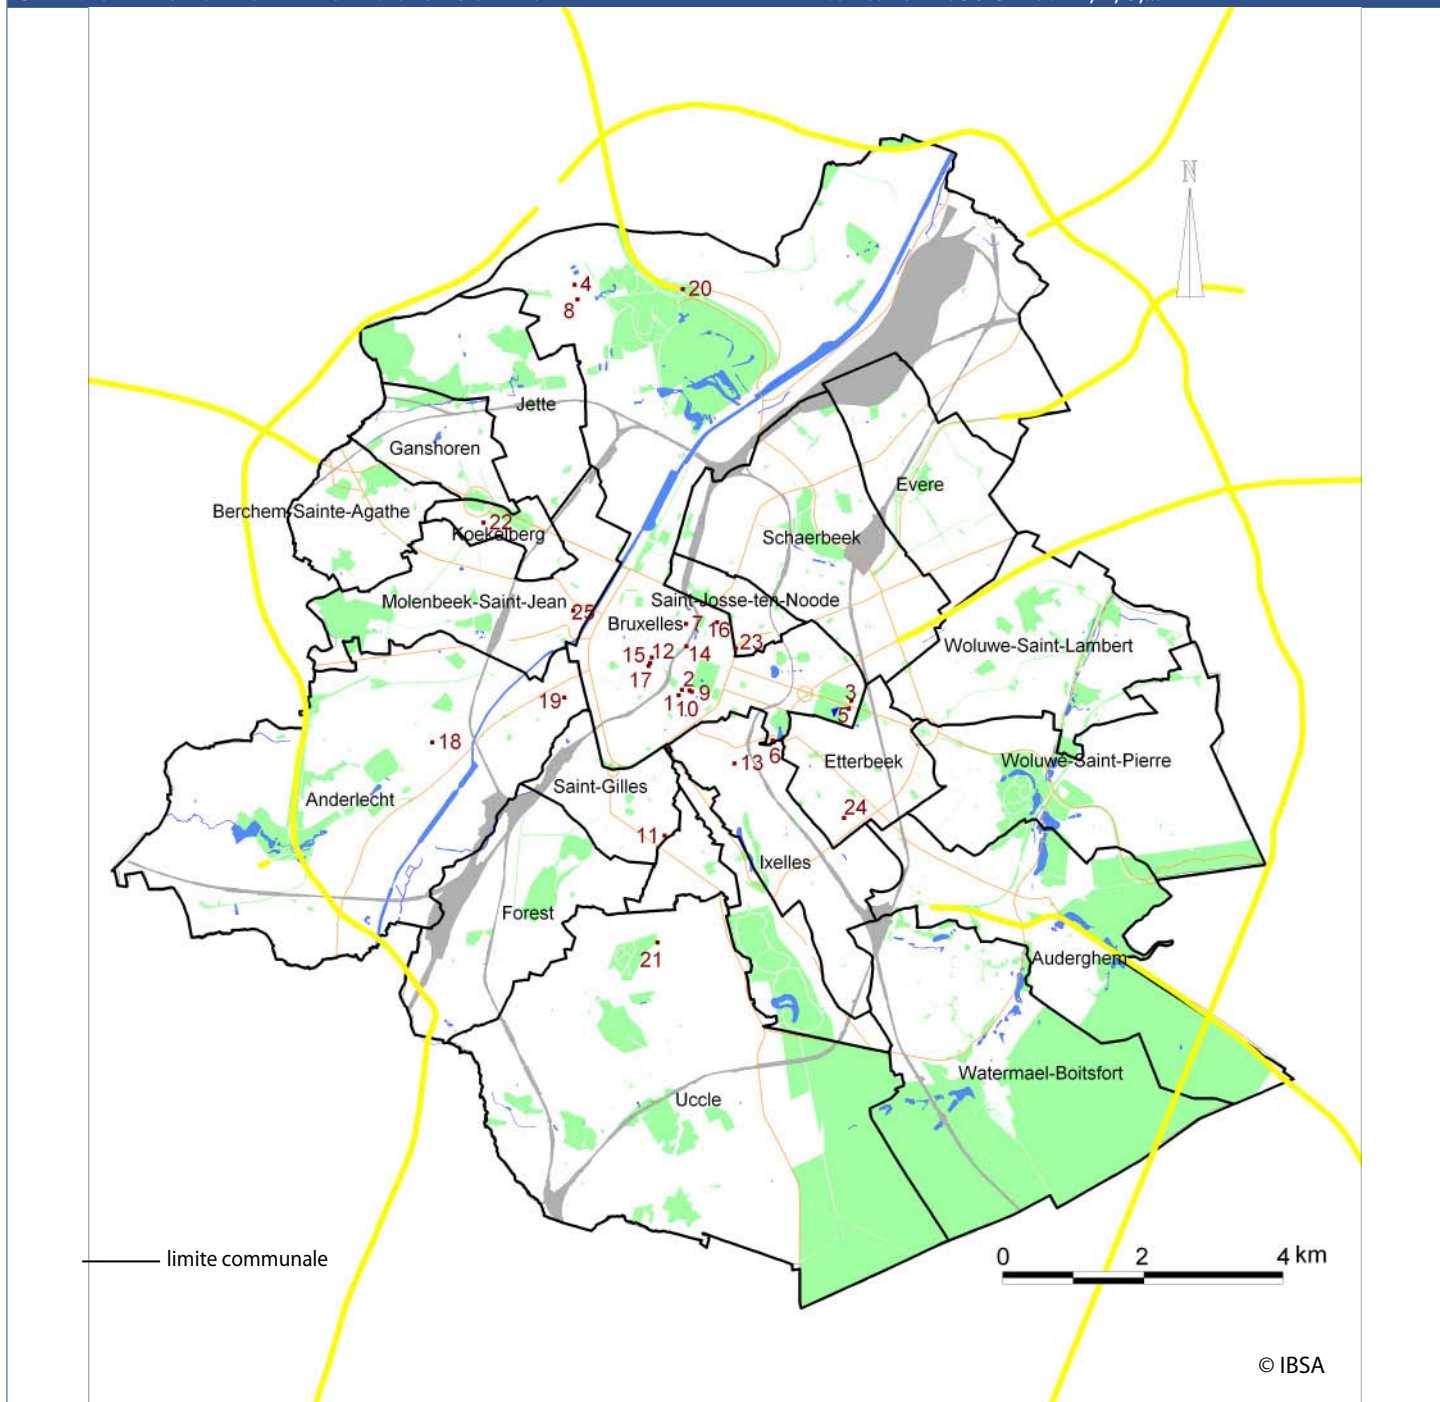 N
4
20
8
Jette
Ganshoren
Evere
Berchem-Sainte-Agathe
22
Koekelberg
Schaerbeek
Molenbeek-Saint-Jean
25
Saint-Josse-ten-Noode
Bruxelles
7
16
23
Woluwe-Saint-Lambert
15
12
14
17
2
9
1
10
3
5
19
18
6
13
Etterbeek
Woluwe-Saint-Pierre
Saint-Gilles
Anderlecht
24
11
Ixelles
Forest
21
Auderghem
Watermael-Boitsfort
Uccle
limite communale
0 2 4 km
© IBSA